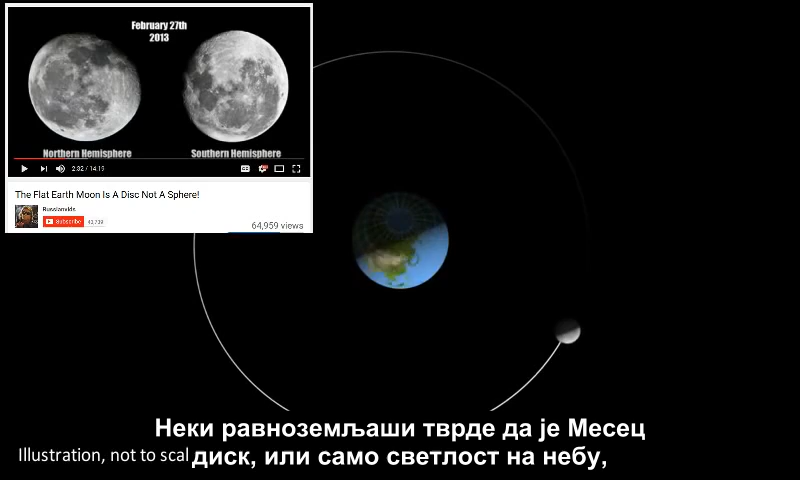 February 27th
2013
Northern Hemisphere
Southern Hemisphere
2:32 / 14:19
The Flat Earth Moon Is A Disc Not A Sphere!
Russianvids
Subscribe
64,959 views
Неки равноземљаши тврде да је Месец
Illustration, not to scal
диск, или само светлост на небу,